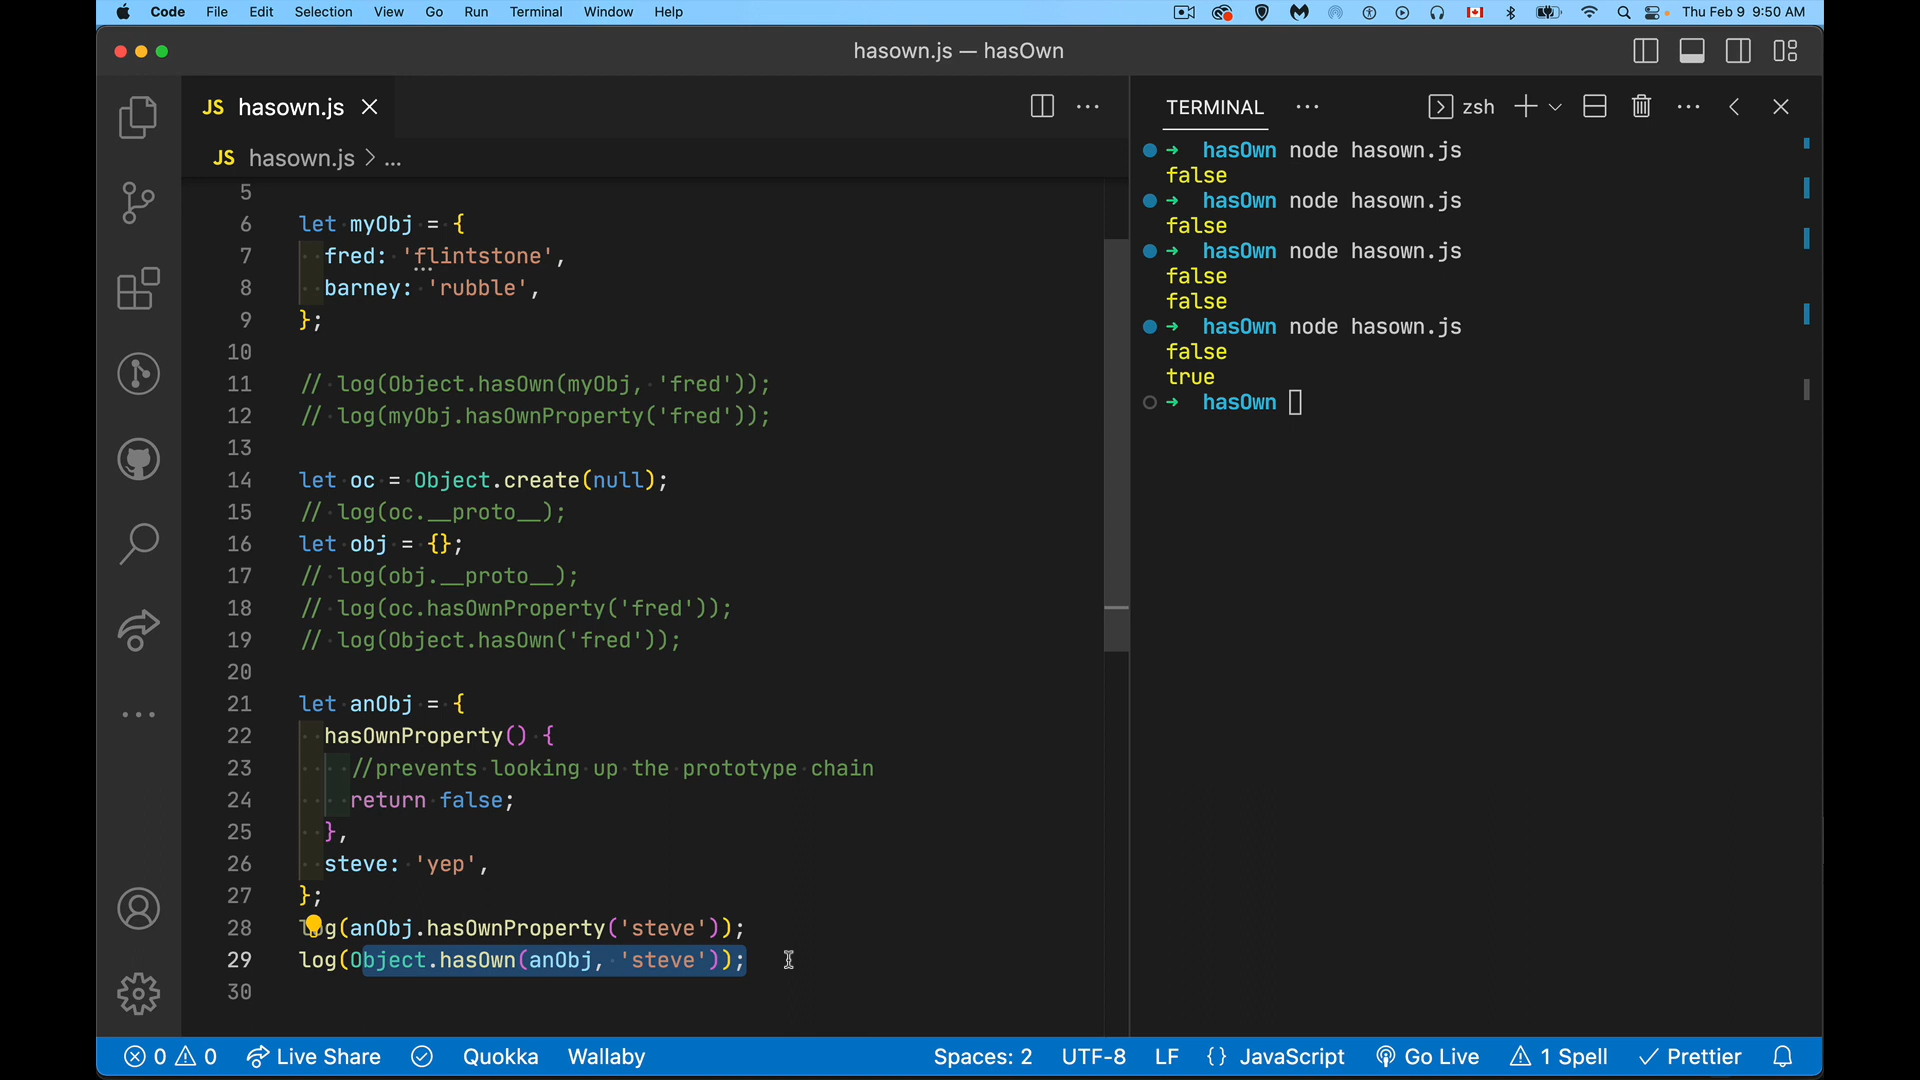 Code File Edit Selection View Go Run Terminal Window Help Thu Feb 9 9:50 AM
hasown.js — hasOwn
JS hasown.js
JS hasown.js > ...
5
6 let myObj = {
7 fred: 'flintstone',
8 barney: 'rubble',
9 };
10
11 // log(Object.hasOwn(myObj, 'fred'));
12 // log(myObj.hasOwnProperty('fred'));
13
14 let oc = Object.create(null);
15 // log(oc.__proto__);
16 let obj = {};
17 // log(obj.__proto__);
18 // log(oc.hasOwnProperty('fred'));
19 // log(Object.hasOwn('fred'));
20
21 let anObj = {
22 hasOwnProperty() {
23 //prevents looking up the prototype chain
24 return false;
25 },
26 steve: 'yep',
27 };
28 log(anObj.hasOwnProperty('steve'));
29 log(Object.hasOwn(anObj, 'steve'));
30
TERMINAL ... zsh
➜ hasOwn node hasown.js
false
➜ hasOwn node hasown.js
false
➜ hasOwn node hasown.js
false
false
➜ hasOwn node hasown.js
false
true
➜ hasOwn
0 0 Live Share Quokka Wallaby Spaces: 2 UTF-8 LF {} JavaScript Go Live 1 Spell Prettier